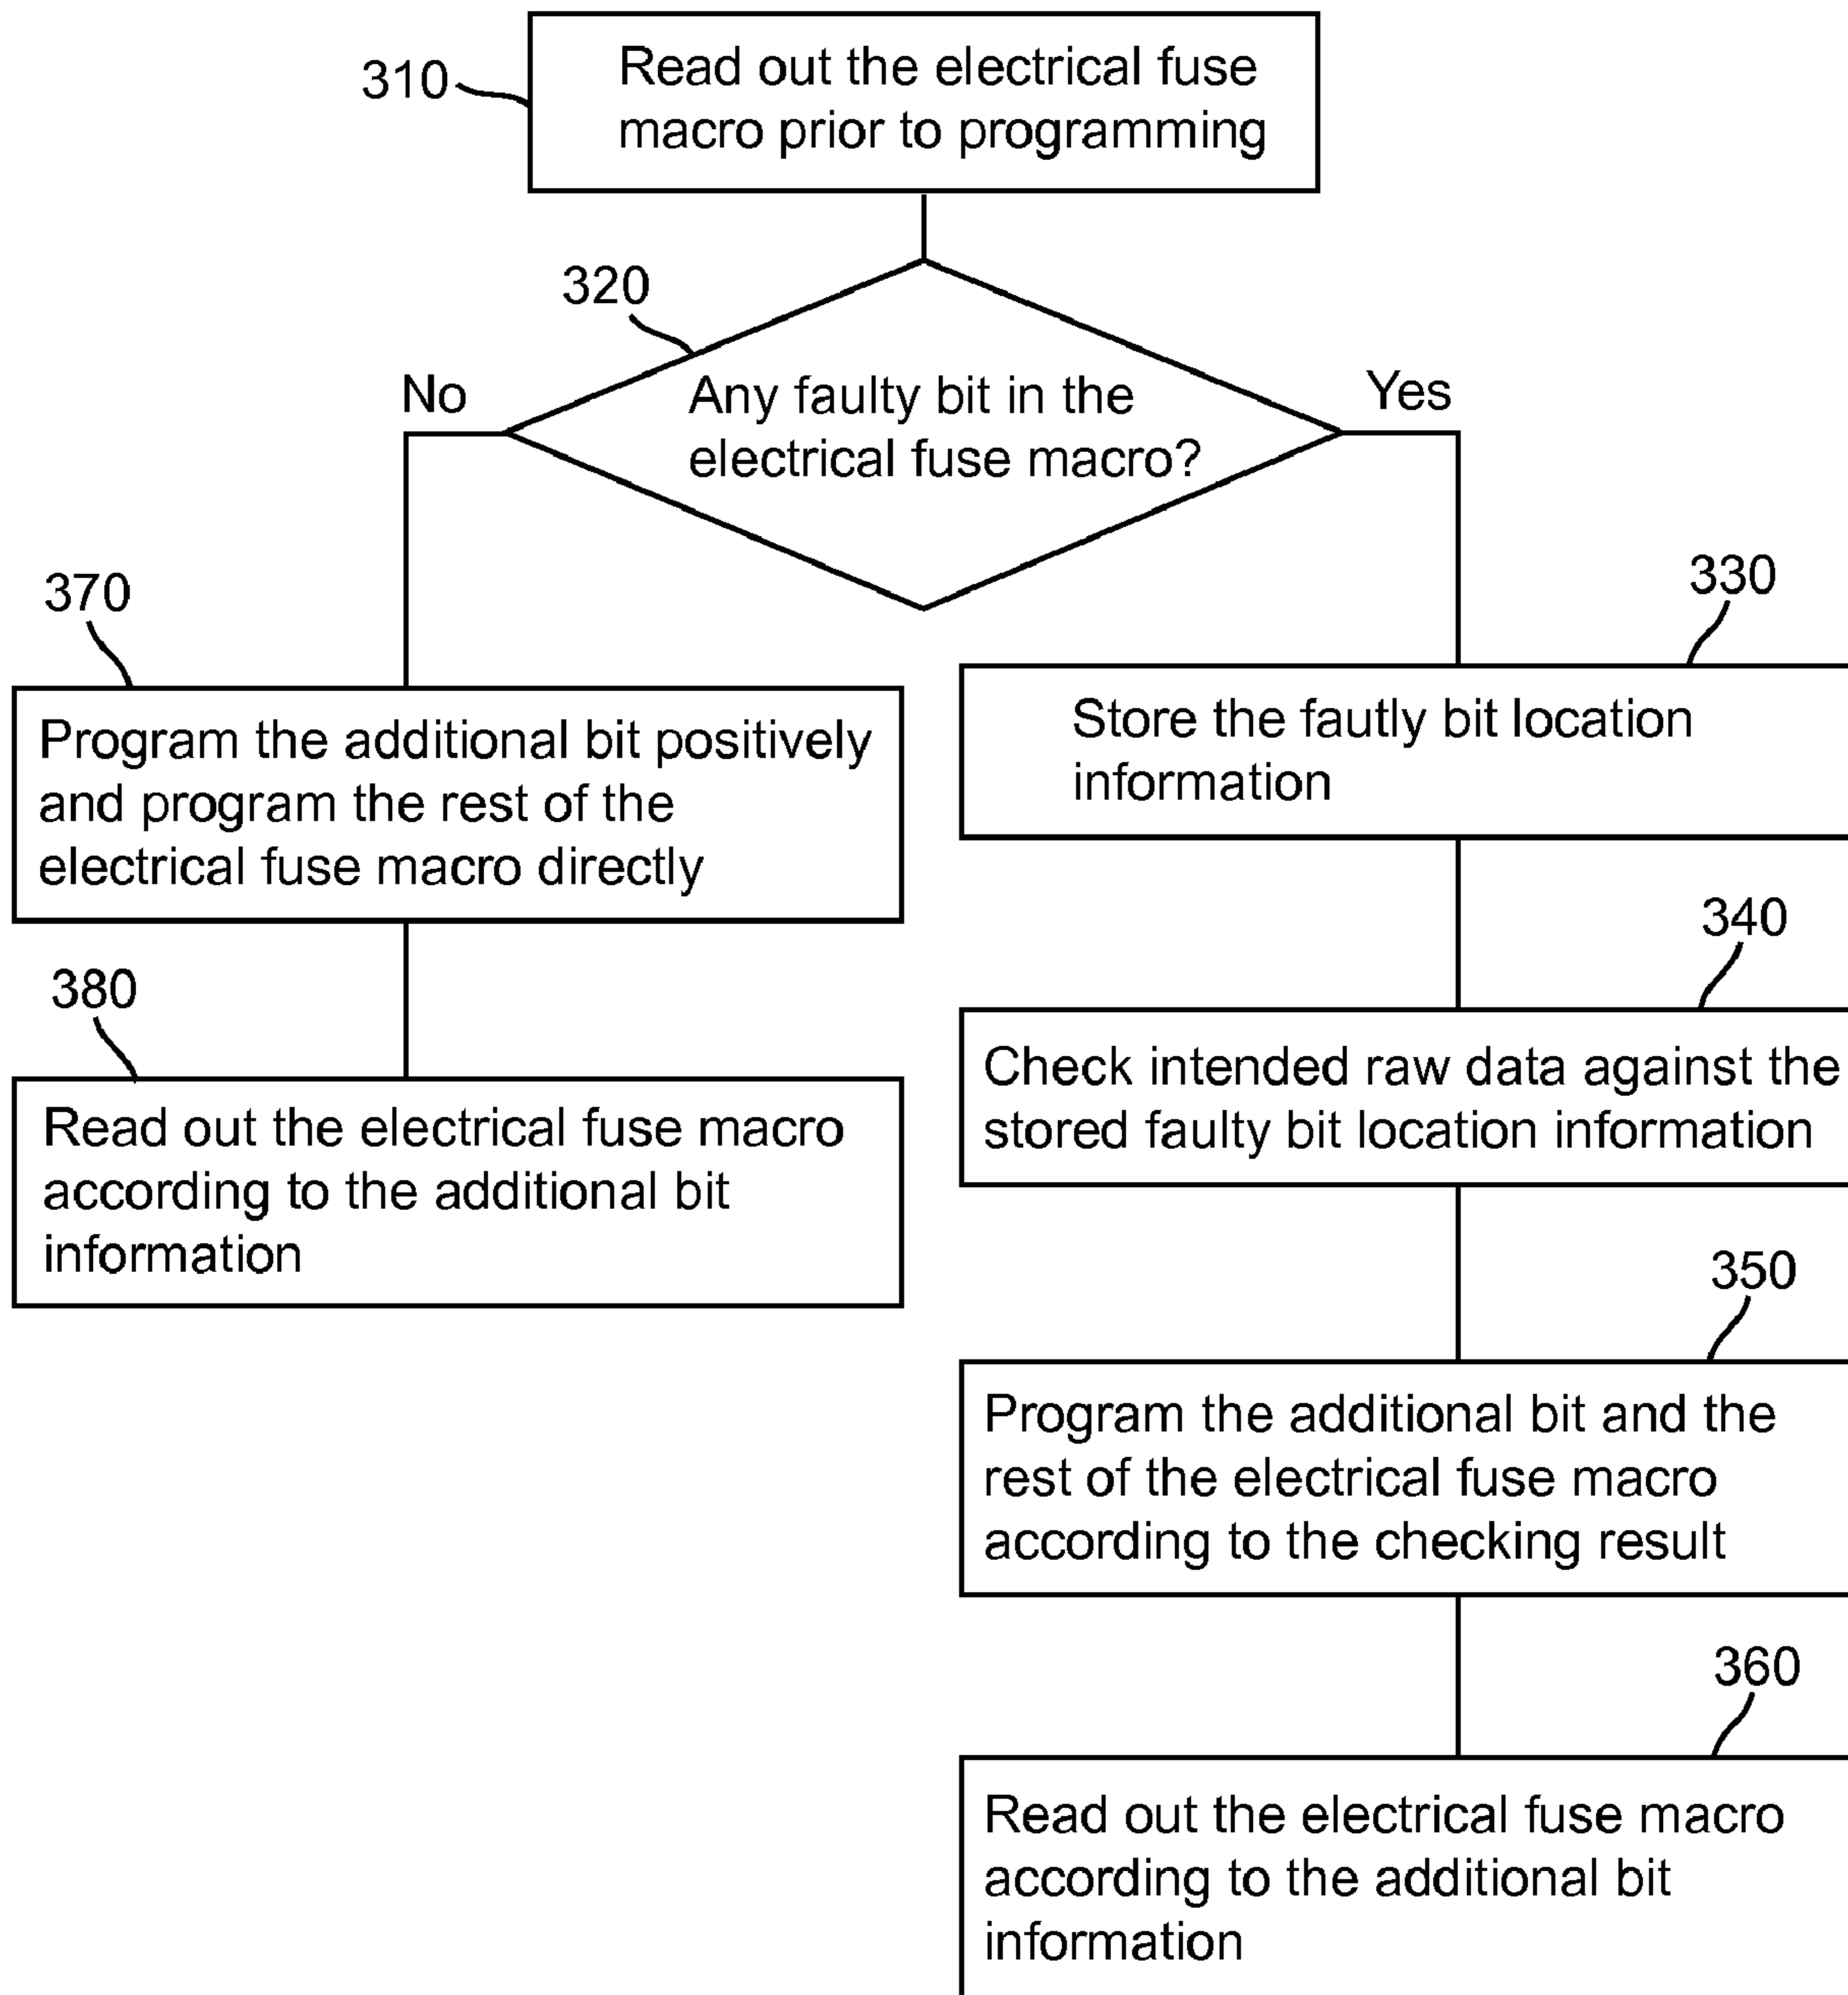 310
Read out the electrical fuse
macro prior to programming
320
No
Any faulty bit in the
electrical fuse macro?
Yes
370
Program the additional bit positively
and program the rest of the
electrical fuse macro directly
380
Read out the electrical fuse macro
according to the additional bit
information
330
Store the fautly bit location
information
340
Check intended raw data against the
stored faulty bit location information
350
Program the additional bit and the
rest of the electrical fuse macro
according to the checking result
360
Read out the electrical fuse macro
according to the additional bit
information